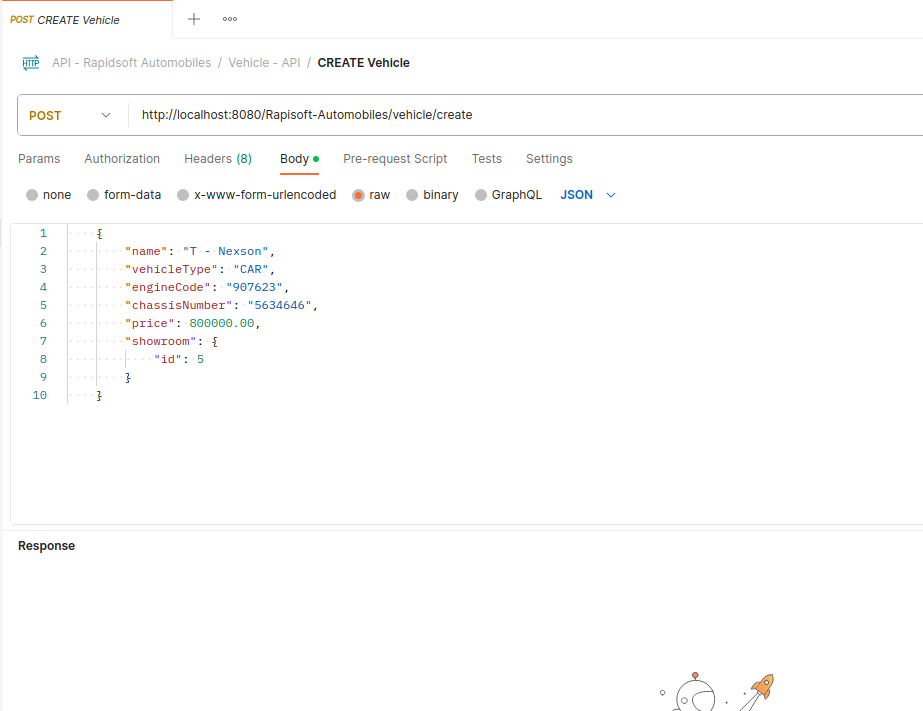 POST CREATE Vehicle
HTTP API - Rapidsoft Automobiles / Vehicle - API / CREATE Vehicle
POST http://localhost:8080/Rapisoft-Automobiles/vehicle/create
Params Authorization Headers (8) Body Pre-request Script Tests Settings
none form-data x-www-form-urlencoded raw binary GraphQL JSON
1 {
2 "name": "T - Nexson",
3 "vehicleType": "CAR",
4 "engineCode": "907623",
5 "chassisNumber": "5634646",
6 "price": 800000.00,
7 "showroom": {
8 "id": 5
9 }
10 }
Response